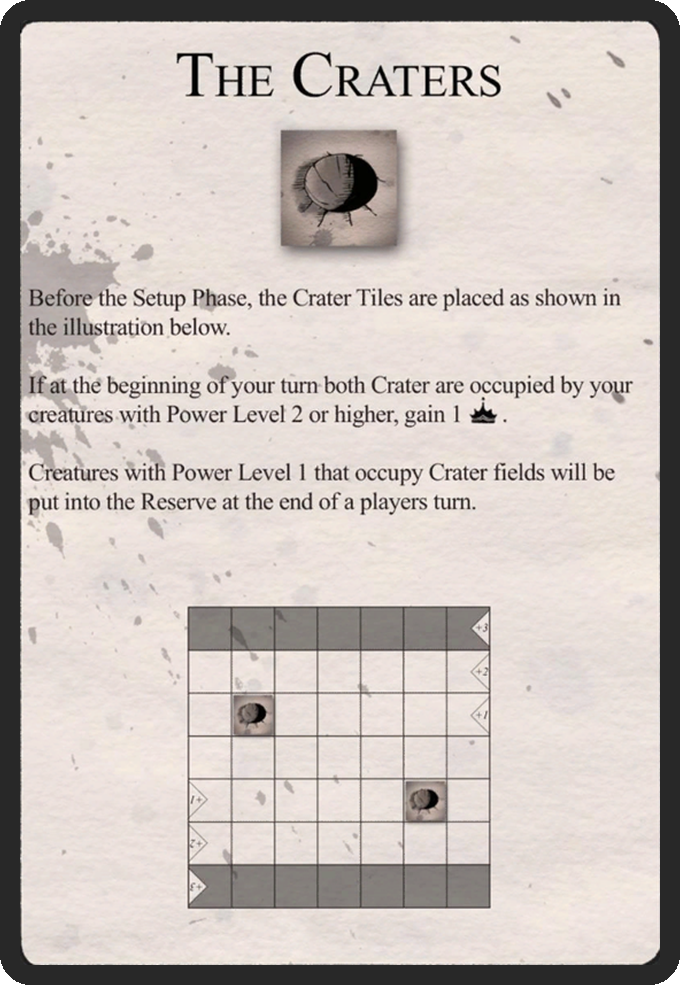 The Craters
Before the Setup Phase, the Crater Tiles are placed as shown in
the illustration below.
If at the beginning of your turn both Crater are occupied by your
creatures with Power Level 2 or higher, gain 1 .
Creatures with Power Level 1 that occupy Crater fields will be
put into the Reserve at the end of a players turn.
+3
+2
+1
+1
+2
+3